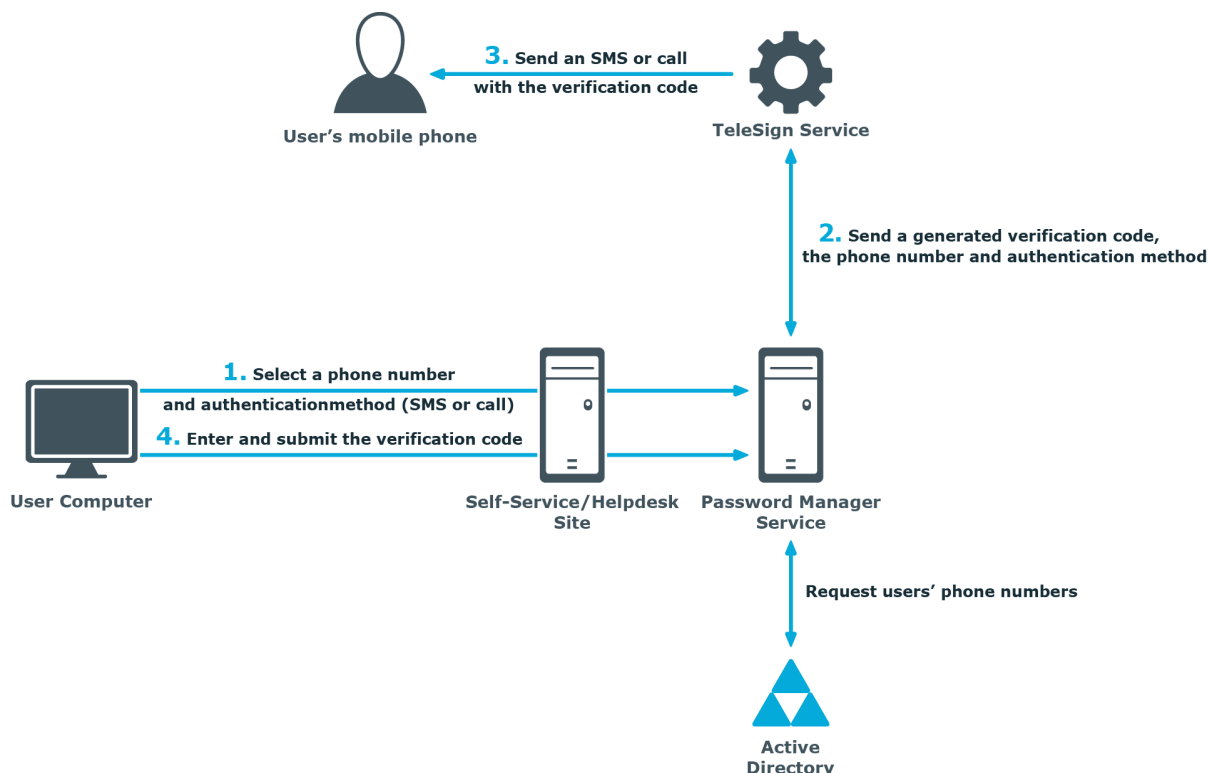 3. Send an SMS or call
with the verification code
User's mobile phone
TeleSign Service
2. Send a generated verification code,
the phone number and authentication method
1. Select a phone number
and authenticationmethod (SMS or call)
4. Enter and submit the verification code
User Computer
Self-Service/Helpdesk
Site
Password Manager
Service
Request users' phone numbers
Active
Directory